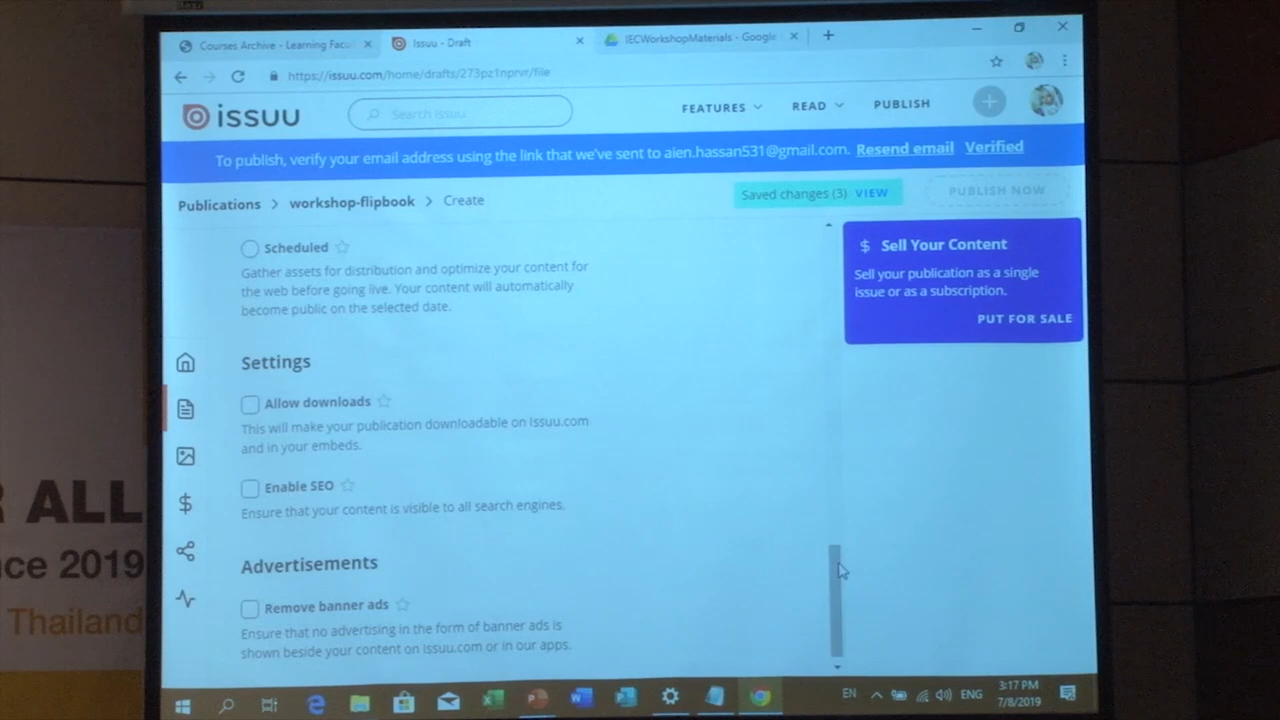 Courses Archive - Learning Facul
Issuu - Draft
IECWorkshopMaterials - Google
https://issuu.com/home/drafts/273pz1nprvr/file
issuu
Search issuu
FEATURES
READ
PUBLISH
To publish, verify your email address using the link that we've sent to aien.hassan531@gmail.com. Resend email Verified
Publications > workshop-flipbook > Create
Saved changes (3) VIEW
PUBLISH NOW
Scheduled
Gather assets for distribution and optimize your content for
the web before going live. Your content will automatically
become public on the selected date.
$ Sell Your Content
Sell your publication as a single
issue or as a subscription.
PUT FOR SALE
Settings
Allow downloads
This will make your publication downloadable on Issuu.com
and in your embeds.
Enable SEO
Ensure that your content is visible to all search engines.
Advertisements
Remove banner ads
Ensure that no advertising in the form of banner ads is
shown beside your content on Issuu.com or in our apps.
R ALL
ce 2019
Thailand
EN
ENG
3:17 PM
7/8/2019